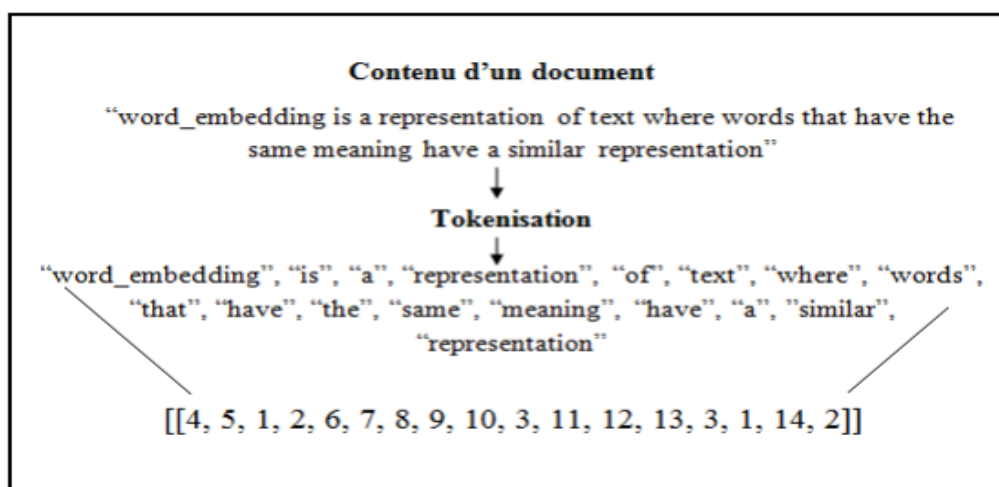 Contenu d’un document
“word_embedding is a representation of text where words that have the
same meaning have a similar representation”
Tokenisation
“word_embedding”, “is”, “a”, “representation”, “of”, “text”, “where”, “words”,
“that”, “have”, “the”, “same”, “meaning”, “have”, “a”, “similar”,
“representation”
[[4, 5, 1, 2, 6, 7, 8, 9, 10, 3, 11, 12, 13, 3, 1, 14, 2]]